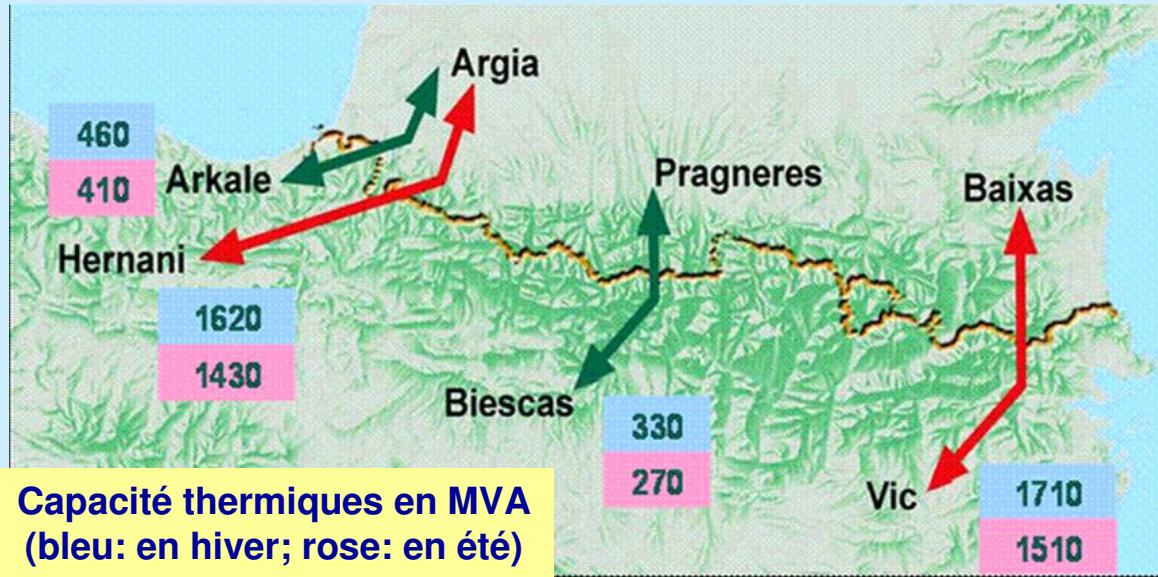 Argia
460
410
Arkale
Pragneres
Baixas
Hernani
1620
1430
Biescas
330
270
Vic
1710
1510
Capacité thermiques en MVA
(bleu: en hiver; rose: en été)